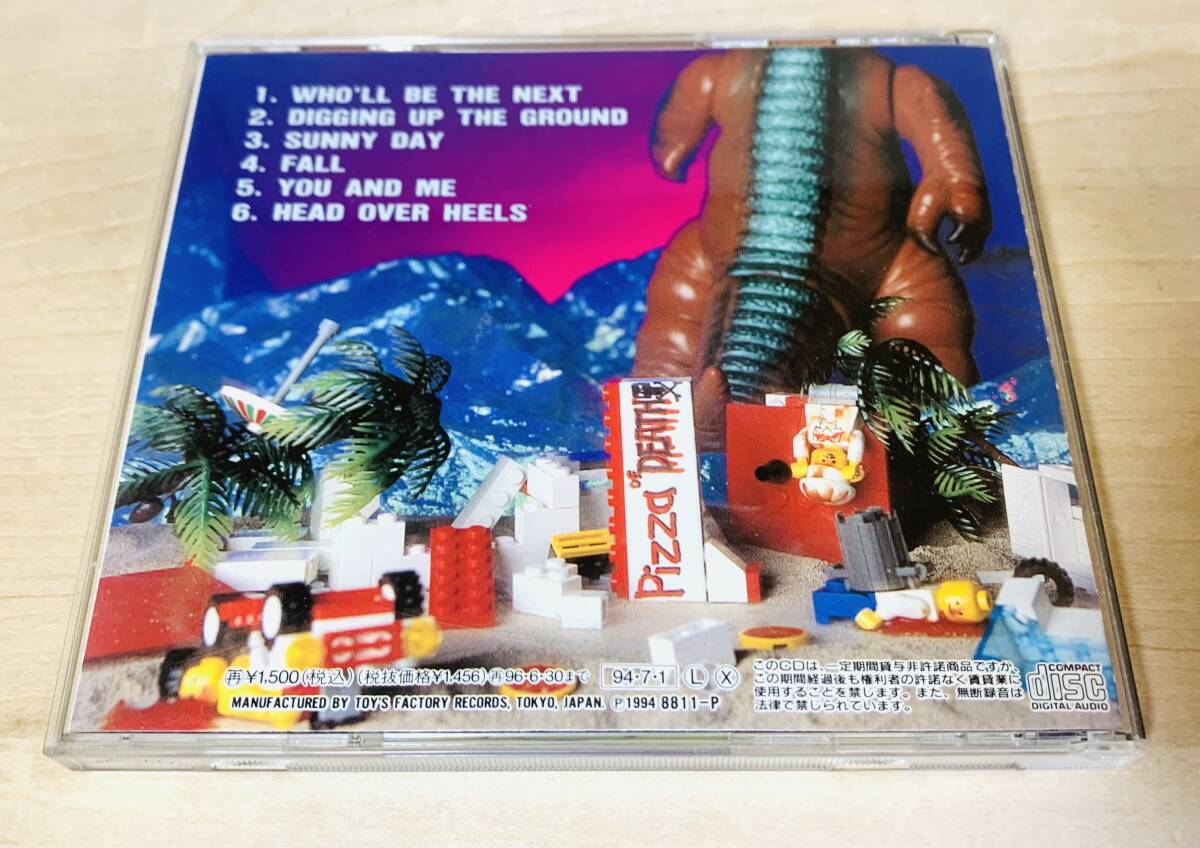 1. WHO'LL BE THE NEXT
2. DIGGING UP THE GROUND
3. SUNNY DAY
4. FALL
5. YOU AND ME
6. HEAD OVER HEELS
Pizza OF DEATH
再¥1,500(税込)(税抜価格¥1,456)再96・6・30まで 94・7・1 L X
MANUFACTURED BY TOY'S FACTORY RECORDS, TOKYO, JAPAN. Ⓟ1994 8811-P
このCDは、一定期間貸与非許諾商品ですが、
この期間経過後も権利者の許諾なく賃貸業に
使用することを禁じます。また、無断録音は
法律で禁じられています。
COMPACT
disc
DIGITAL AUDIO